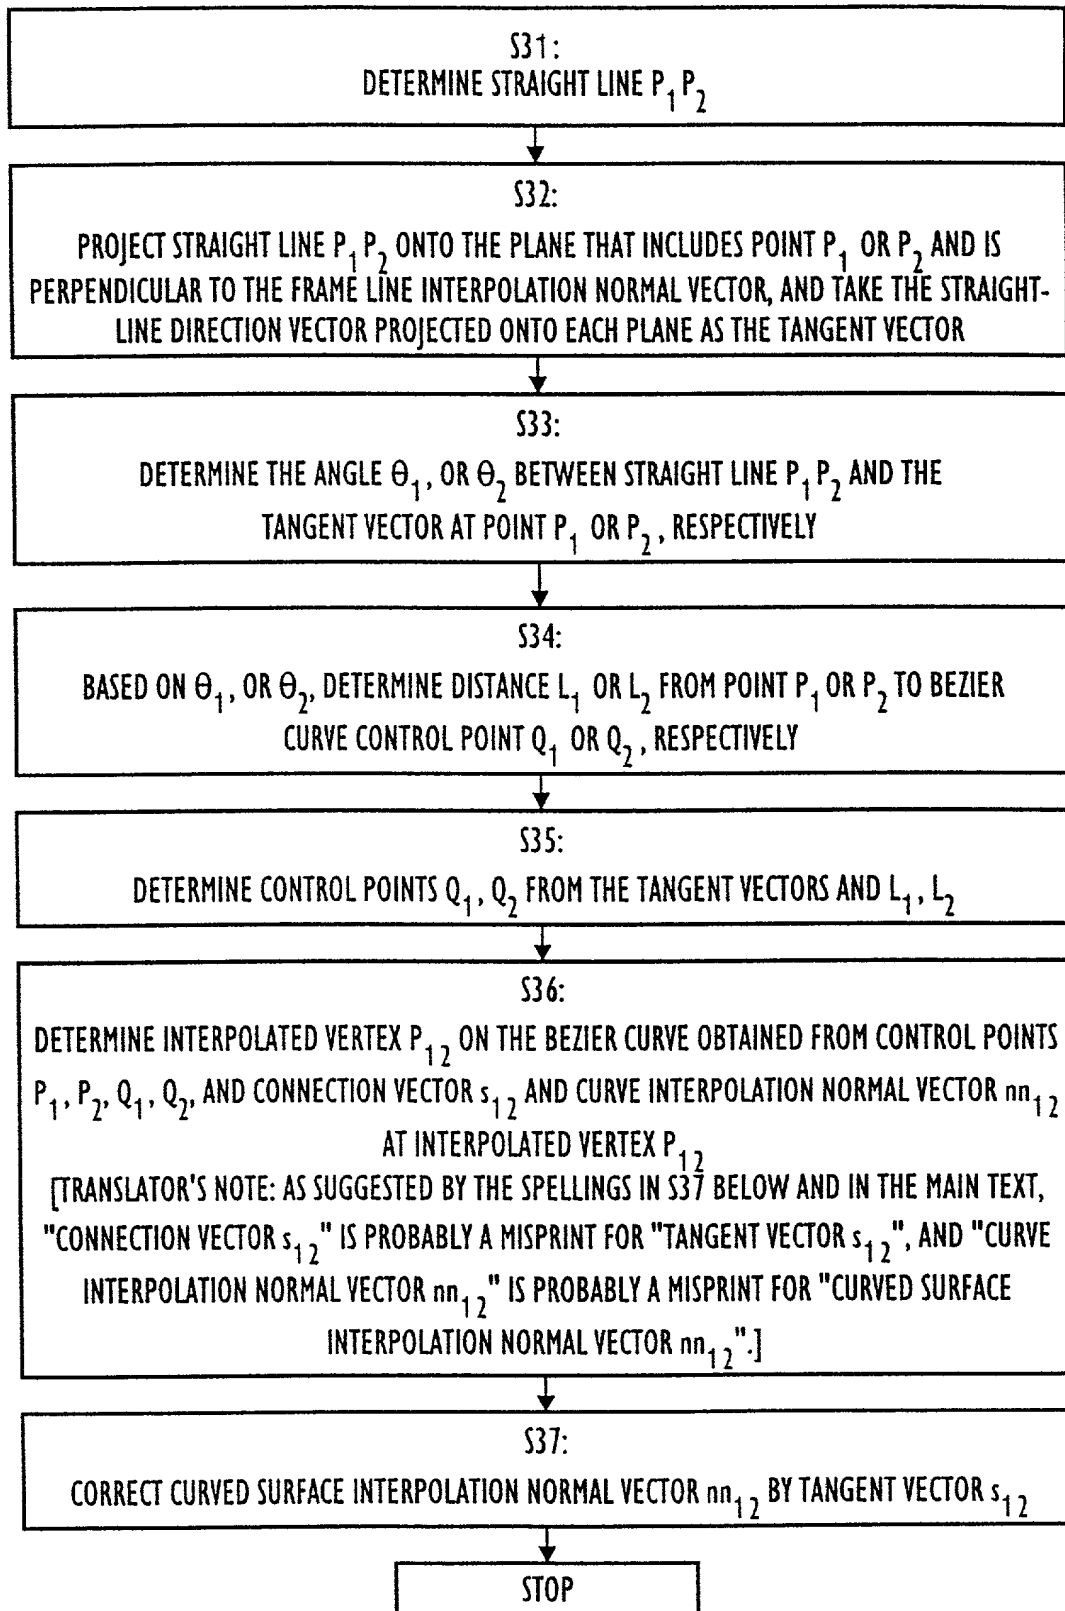 S31:
DETERMINE STRAIGHT LINE P₁P₂
S32:
PROJECT STRAIGHT LINE P₁P₂ ONTO THE PLANE THAT INCLUDES POINT P₁ OR P₂ AND IS
PERPENDICULAR TO THE FRAME LINE INTERPOLATION NORMAL VECTOR, AND TAKE THE STRAIGHT-
LINE DIRECTION VECTOR PROJECTED ONTO EACH PLANE AS THE TANGENT VECTOR
S33:
DETERMINE THE ANGLE θ₁, OR θ₂ BETWEEN STRAIGHT LINE P₁P₂ AND THE
TANGENT VECTOR AT POINT P₁ OR P₂, RESPECTIVELY
S34:
BASED ON θ₁, OR θ₂, DETERMINE DISTANCE L₁ OR L₂ FROM POINT P₁ OR P₂ TO BEZIER
CURVE CONTROL POINT Q₁ OR Q₂, RESPECTIVELY
S35:
DETERMINE CONTROL POINTS Q₁, Q₂ FROM THE TANGENT VECTORS AND L₁, L₂
S36:
DETERMINE INTERPOLATED VERTEX P₁₂ ON THE BEZIER CURVE OBTAINED FROM CONTROL POINTS
P₁, P₂, Q₁, Q₂, AND CONNECTION VECTOR s₁₂ AND CURVE INTERPOLATION NORMAL VECTOR nn₁₂
AT INTERPOLATED VERTEX P₁₂
[TRANSLATOR'S NOTE: AS SUGGESTED BY THE SPELLINGS IN S37 BELOW AND IN THE MAIN TEXT,
"CONNECTION VECTOR s₁₂" IS PROBABLY A MISPRINT FOR "TANGENT VECTOR s₁₂", AND "CURVE
INTERPOLATION NORMAL VECTOR nn₁₂" IS PROBABLY A MISPRINT FOR "CURVED SURFACE
INTERPOLATION NORMAL VECTOR nn₁₂".]
S37:
CORRECT CURVED SURFACE INTERPOLATION NORMAL VECTOR nn₁₂ BY TANGENT VECTOR s₁₂
STOP